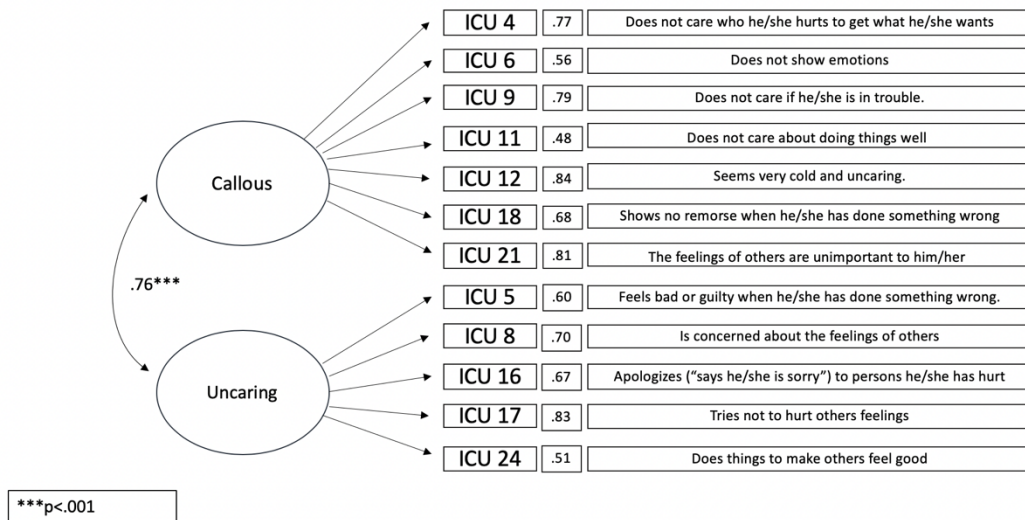 ICU 4 .77 Does not care who he/she hurts to get what he/she wants
ICU 6 .56 Does not show emotions
ICU 9 .79 Does not care if he/she is in trouble.
ICU 11 .48 Does not care about doing things well
ICU 12 .84 Seems very cold and uncaring.
ICU 18 .68 Shows no remorse when he/she has done something wrong
ICU 21 .81 The feelings of others are unimportant to him/her
Callous
.76***
ICU 5 .60 Feels bad or guilty when he/she has done something wrong.
ICU 8 .70 Is concerned about the feelings of others
ICU 16 .67 Apologizes (“says he/she is sorry”) to persons he/she has hurt
ICU 17 .83 Tries not to hurt others feelings
ICU 24 .51 Does things to make others feel good
Uncaring
***p<.001